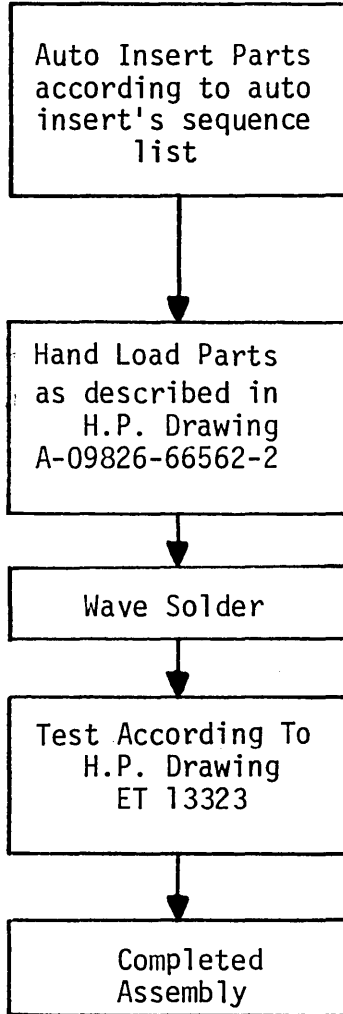 Auto Insert Parts
according to auto
insert's sequence
list
Hand Load Parts
as described in
H.P. Drawing
A-09826-66562-2
Wave Solder
Test According To
H.P. Drawing
ET 13323
Completed
Assembly